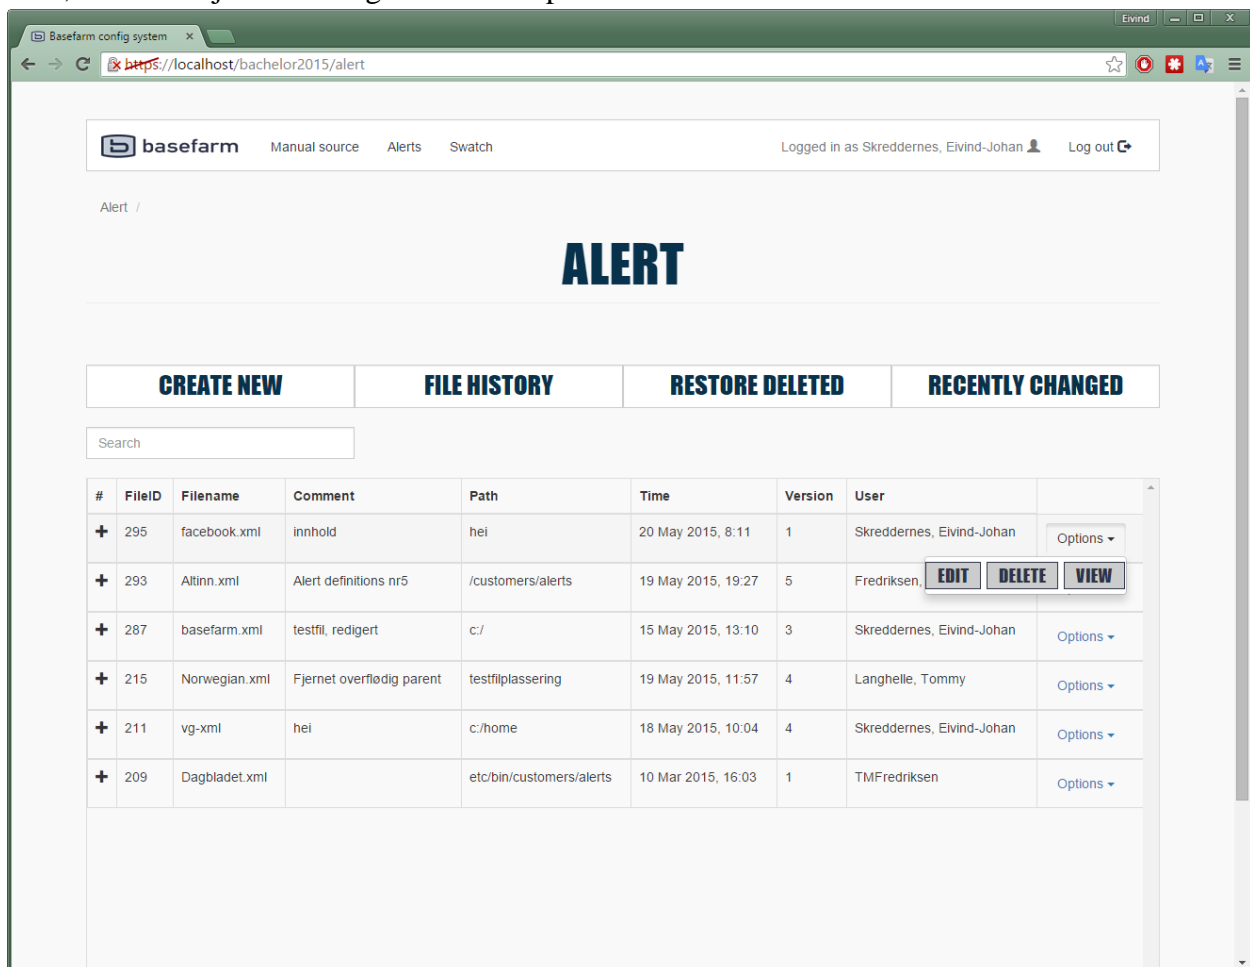 Eivind
Basefarm config system
https://localhost/bachelor2015/alert
basefarm Manual source Alerts Swatch Logged in as Skreddernes, Eivind-Johan Log out
Alert /
ALERT
CREATE NEW FILE HISTORY RESTORE DELETED RECENTLY CHANGED
Search
# FileID Filename Comment Path Time Version User
295 facebook.xml innhold hei 20 May 2015, 8:11 1 Skreddernes, Eivind-Johan Options
EDIT DELETE VIEW
293 Altinn.xml Alert definitions nr5 /customers/alerts 19 May 2015, 19:27 5 Fredriksen,
287 basefarm.xml testfil, redigert c:/ 15 May 2015, 13:10 3 Skreddernes, Eivind-Johan Options
215 Norwegian.xml Fjernet overflødig parent testfilplassering 19 May 2015, 11:57 4 Langhelle, Tommy Options
211 vg-xml hei c:/home 18 May 2015, 10:04 4 Skreddernes, Eivind-Johan Options
209 Dagbladet.xml etc/bin/customers/alerts 10 Mar 2015, 16:03 1 TMFredriksen Options